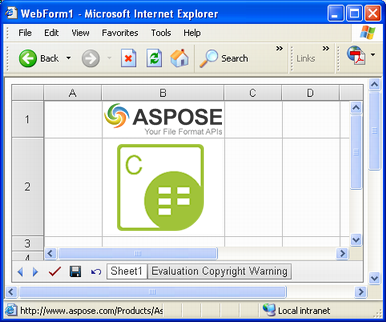 WebForm1 - Microsoft Internet Explorer
File Edit View Favorites Tools Help
Back Search » Links »
A B C D
1
ASPOSE
Your File Format APIs
2
C
3
4
Sheet1 Evaluation Copyright Warning
http://www.aspose.com/Products/As Local intranet